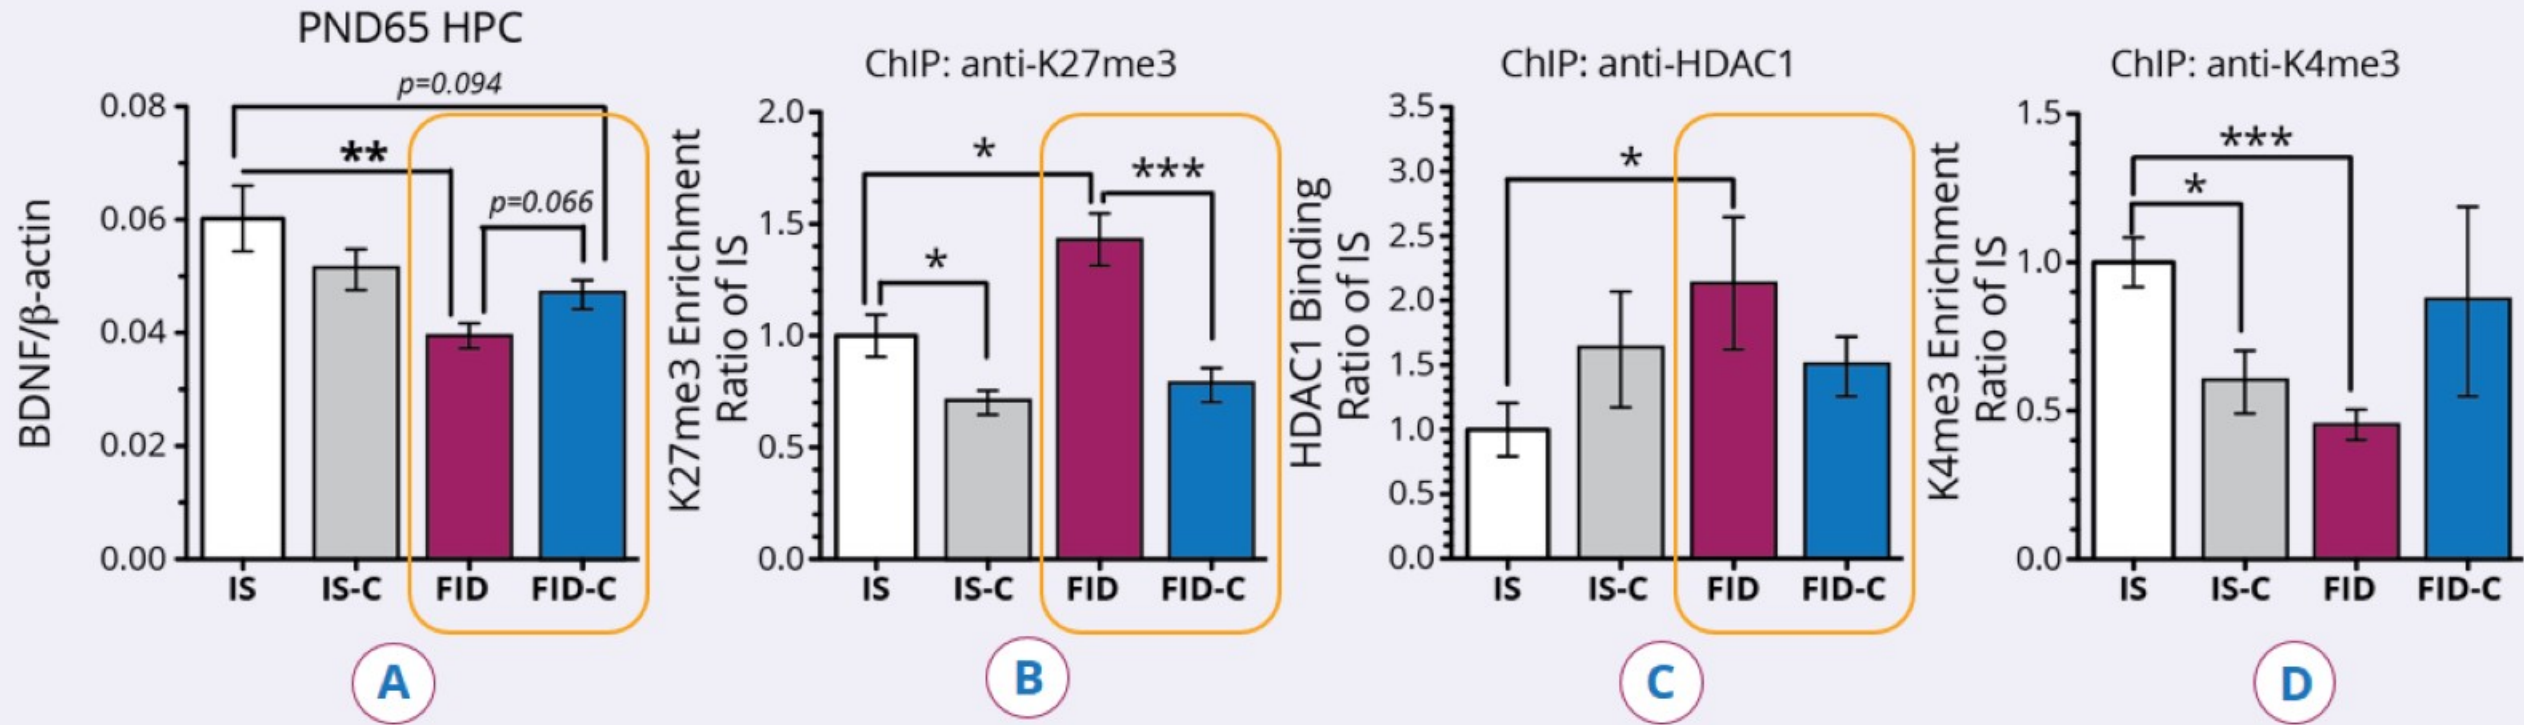 PND65 HPC
p=0.094
**
p=0.066
BDNF/β-actin
0.08
0.06
0.04
0.02
0.00
IS
IS-C
FID
FID-C
A
ChIP: anti-K27me3
*
***
*
K27me3 Enrichment
Ratio of IS
2.0
1.5
1.0
0.5
0.0
IS
IS-C
FID
FID-C
B
ChIP: anti-HDAC1
*
HDAC1 Binding
Ratio of IS
3.5
3.0
2.5
2.0
1.5
1.0
0.5
0.0
IS
IS-C
FID
FID-C
C
ChIP: anti-K4me3
***
*
K4me3 Enrichment
Ratio of IS
1.5
1.0
0.5
0.0
IS
IS-C
FID
FID-C
D